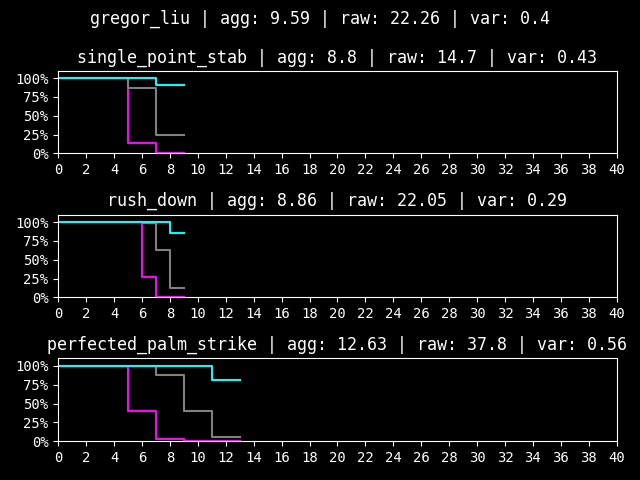 gregor_liu | agg: 9.59 | raw: 22.26 | var: 0.4
single_point_stab | agg: 8.8 | raw: 14.7 | var: 0.43
100%
75%
50%
25%
0%
0 2 4 6 8 10 12 14 16 18 20 22 24 26 28 30 32 34 36 38 40
rush_down | agg: 8.86 | raw: 22.05 | var: 0.29
100%
75%
50%
25%
0%
0 2 4 6 8 10 12 14 16 18 20 22 24 26 28 30 32 34 36 38 40
perfected_palm_strike | agg: 12.63 | raw: 37.8 | var: 0.56
100%
75%
50%
25%
0%
0 2 4 6 8 10 12 14 16 18 20 22 24 26 28 30 32 34 36 38 40